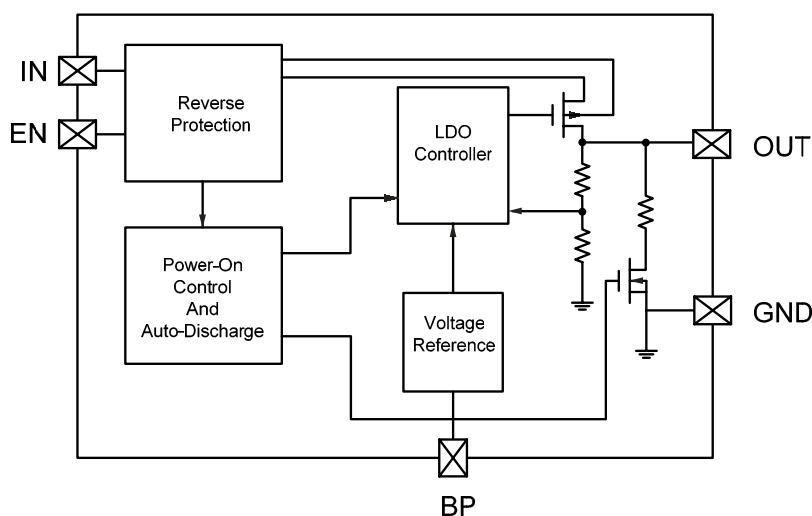 IN
EN
Reverse
Protection
LDO
Controller
OUT
Power-On
Control
And
Auto-Discharge
Voltage
Reference
GND
BP